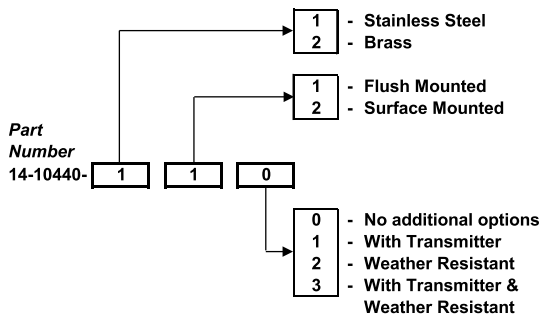 1 - Stainless Steel
2 - Brass
1 - Flush Mounted
2 - Surface Mounted
Part
Number
14-10440- 1 1 0
0 - No additional options
1 - With Transmitter
2 - Weather Resistant
3 - With Transmitter &
Weather Resistant